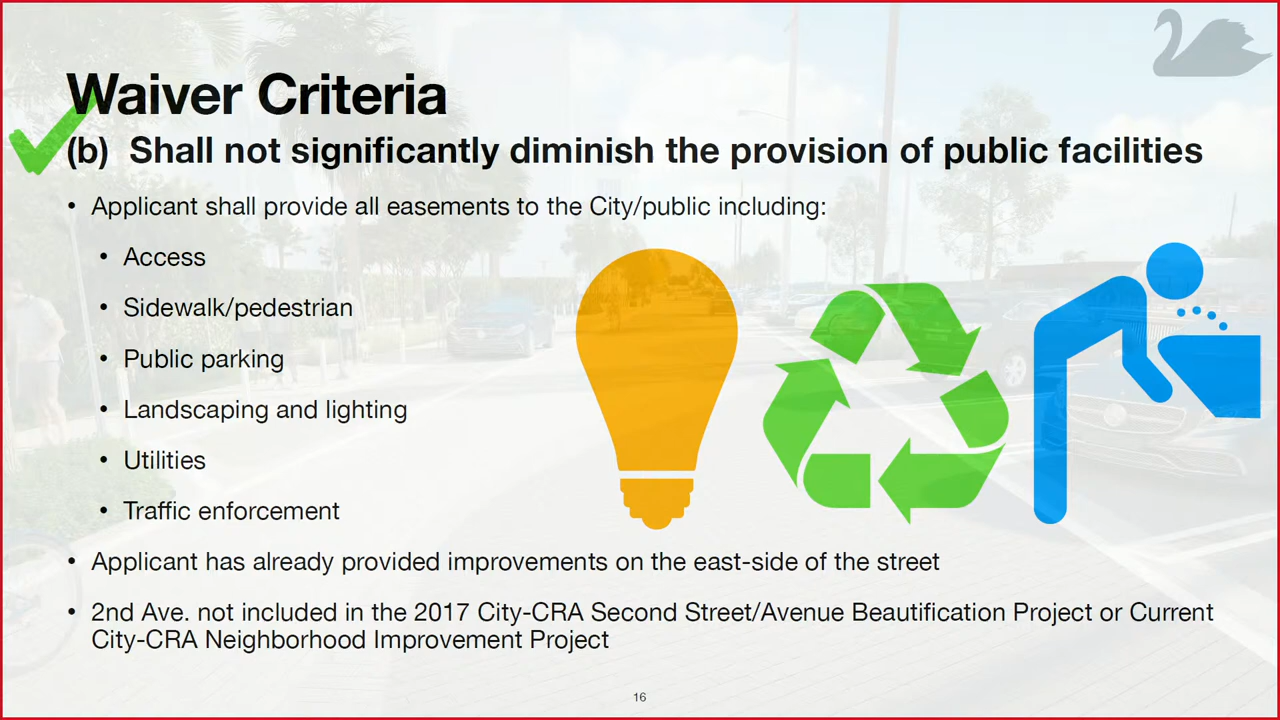 Waiver Criteria
(b) Shall not significantly diminish the provision of public facilities
• Applicant shall provide all easements to the City/public including:
• Access
• Sidewalk/pedestrian
• Public parking
• Landscaping and lighting
• Utilities
• Traffic enforcement
• Applicant has already provided improvements on the east-side of the street
• 2nd Ave. not included in the 2017 City-CRA Second Street/Avenue Beautification Project or Current
City-CRA Neighborhood Improvement Project
16